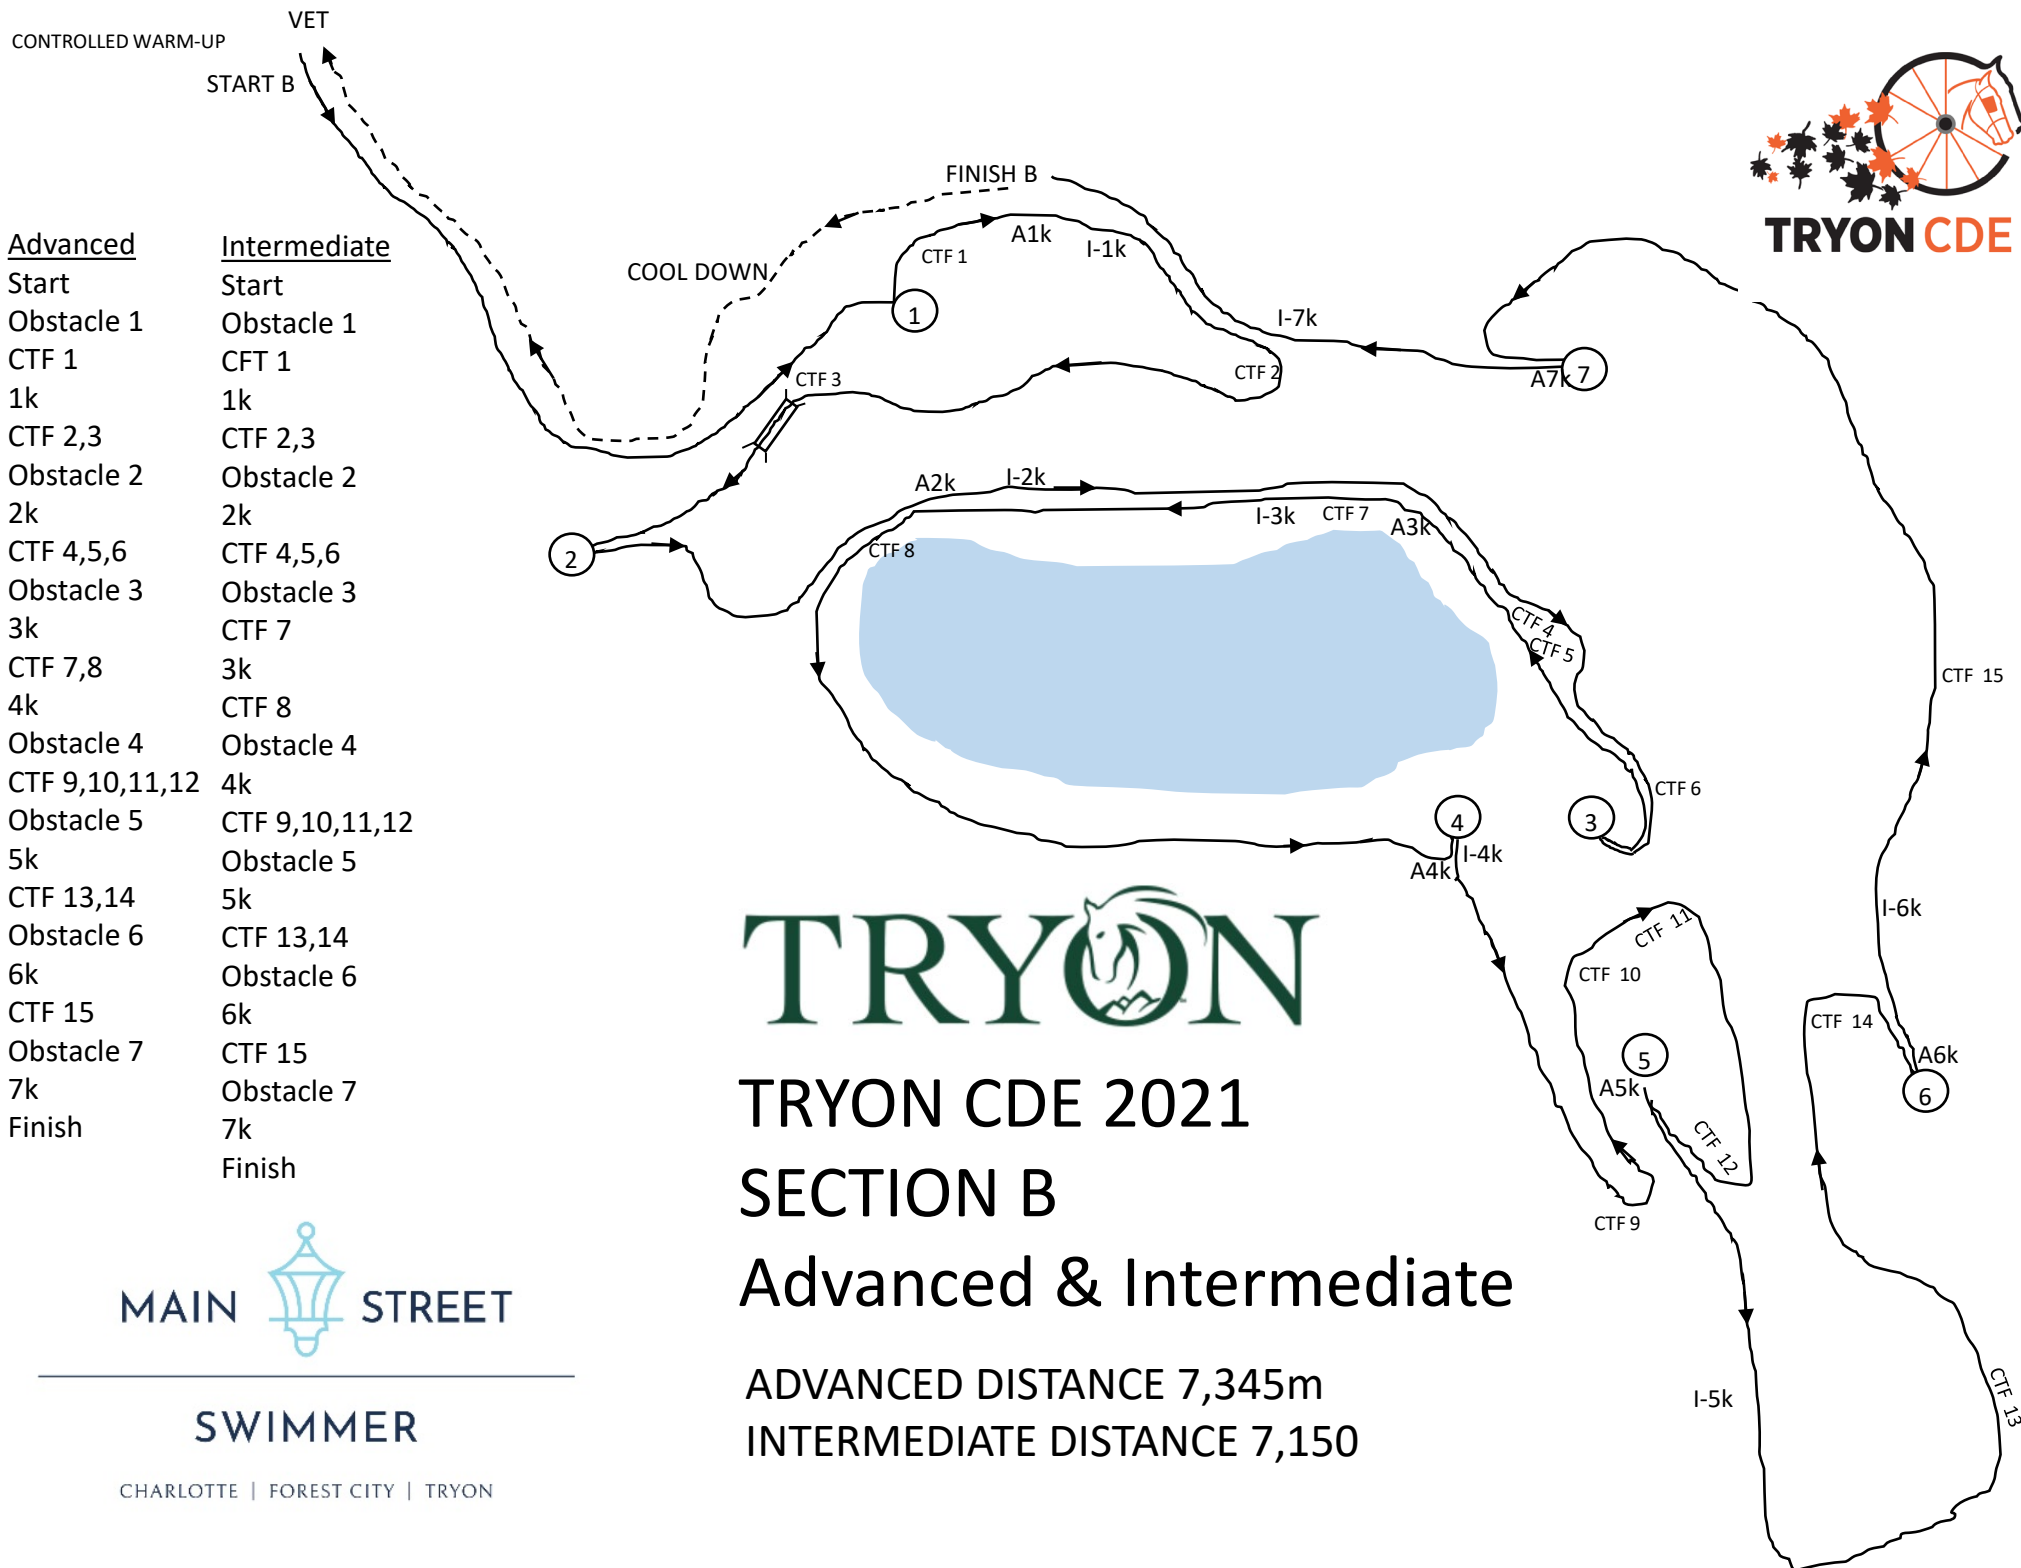 VET
CONTROLLED WARM-UP
START B
FINISH B
COOL DOWN
CTF 1
A1k
I-1k
1
I-7k
CTF 2
CTF 3
A7k
7
TRYON CDE
Advanced
Start
Obstacle 1
CTF 1
1k
CTF 2,3
Obstacle 2
2k
CTF 4,5,6
Obstacle 3
3k
CTF 7,8
4k
Obstacle 4
CTF 9,10,11,12
Obstacle 5
5k
CTF 13,14
Obstacle 6
6k
CTF 15
Obstacle 7
7k
Finish
Intermediate
Start
Obstacle 1
CFT 1
1k
CTF 2,3
Obstacle 2
2k
CTF 4,5,6
Obstacle 3
CTF 7
3k
CTF 8
Obstacle 4
4k
CTF 9,10,11,12
Obstacle 5
5k
CTF 13,14
Obstacle 6
6k
CTF 15
Obstacle 7
7k
Finish
2
A2k
I-2k
I-3k
CTF 7
A3k
CTF 8
CTF 4
CTF 5
CTF 15
CTF 6
3
4
A4k
I-4k
I-6k
CTF 11
CTF 10
CTF 14
5
A5k
A6k
6
CTF 12
CTF 9
I-5k
CTF 13
TRYON
TRYON CDE 2021
SECTION B
Advanced & Intermediate
ADVANCED DISTANCE 7,345m
INTERMEDIATE DISTANCE 7,150
MAIN STREET
SWIMMER
CHARLOTTE | FOREST CITY | TRYON